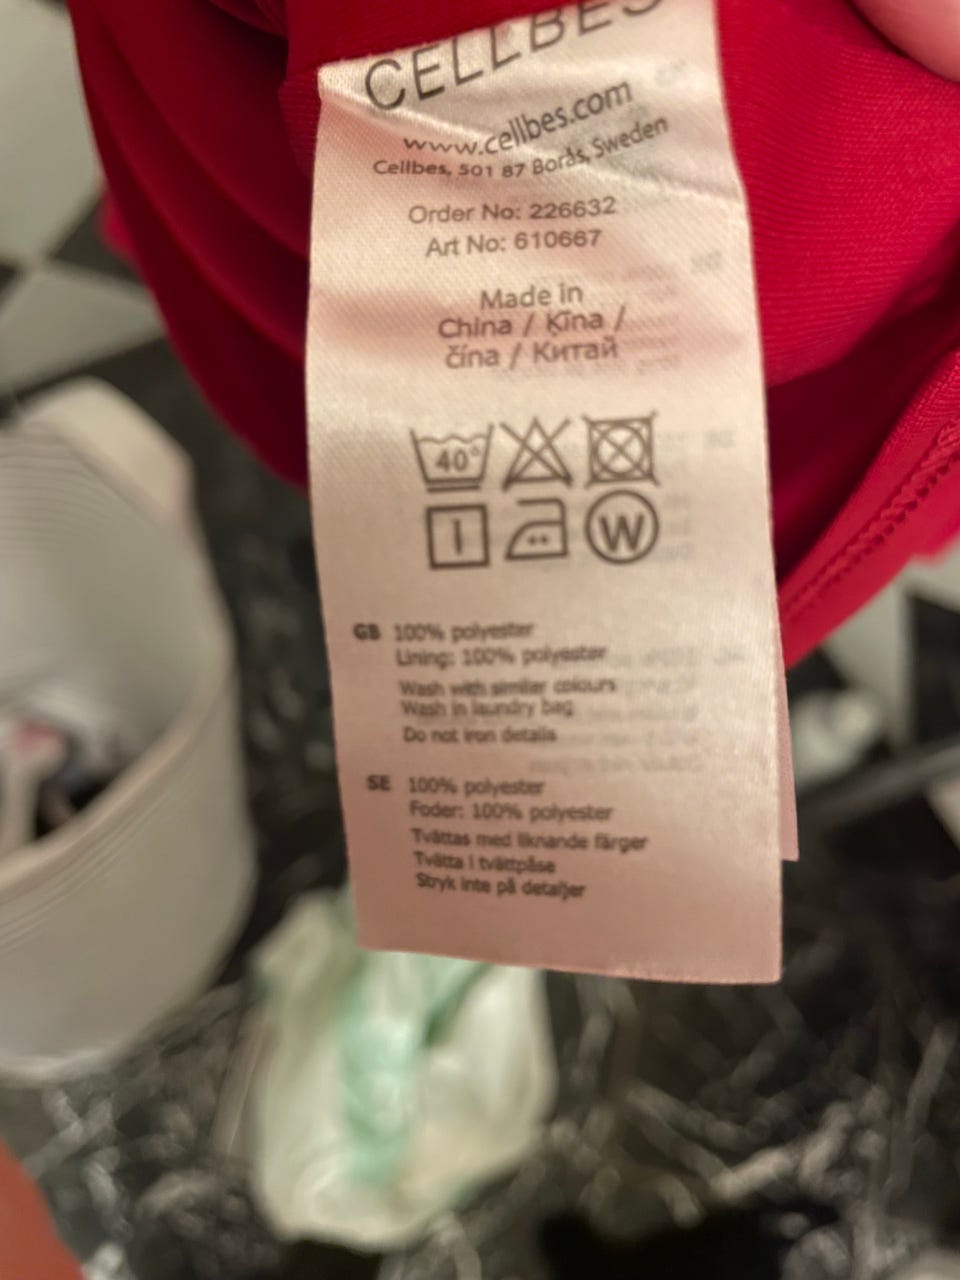 CELLBES
www.cellbes.com
Cellbes, 501 87 Borås, Sweden
Order No: 226632
Art No: 610667
Made in
China / Ķīna /
čína / Китай
40°
W
GB 100% polyester
Lining: 100% polyester
Wash with similar colours
Wash in laundry bag
Do not iron details
SE 100% polyester
Foder: 100% polyester
Tvättas med liknande färger
Tvätta i tvättpåse
Stryk inte på detaljer